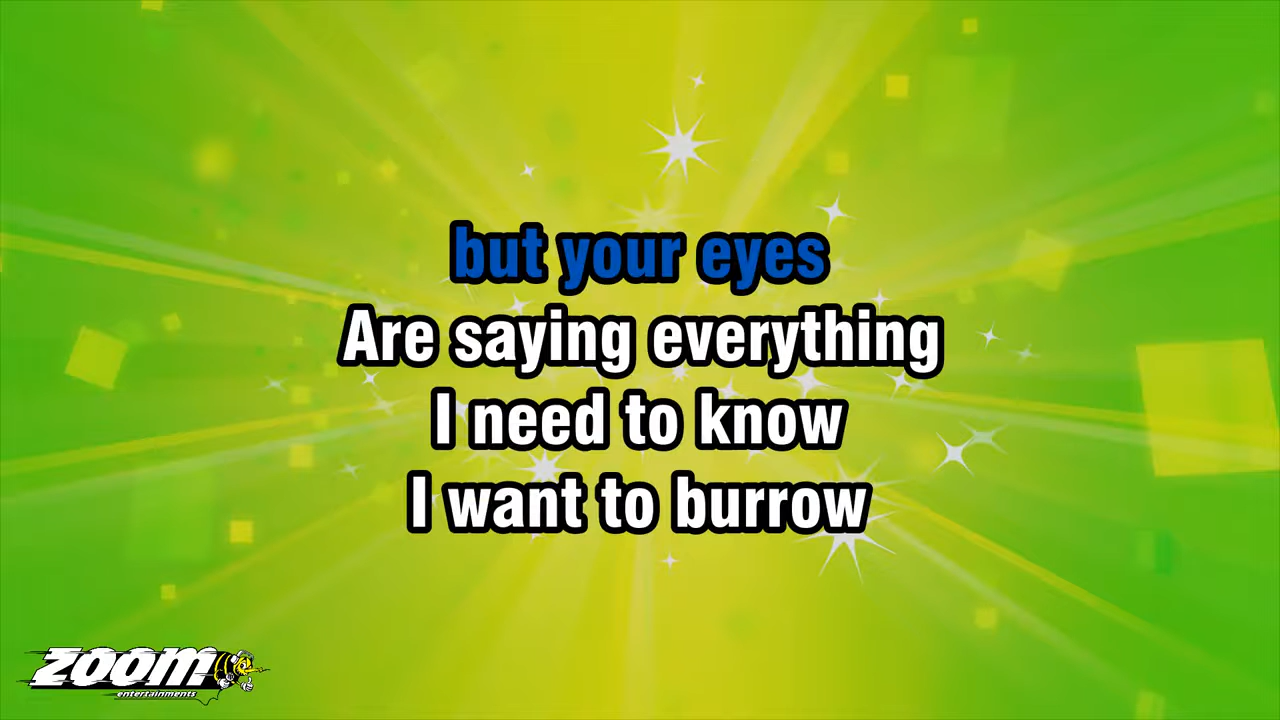 but your eyes
Are saying everything
I need to know
I want to burrow
ZOOM
entertainments